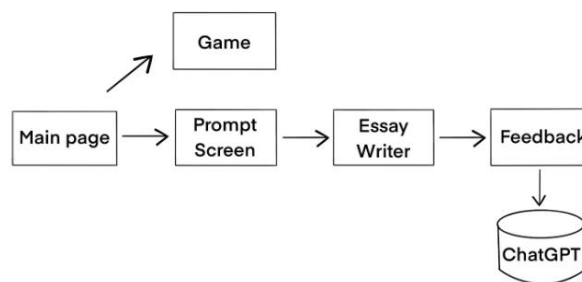 Game
Main page
Prompt
Screen
Essay
Writer
Feedback
ChatGPT